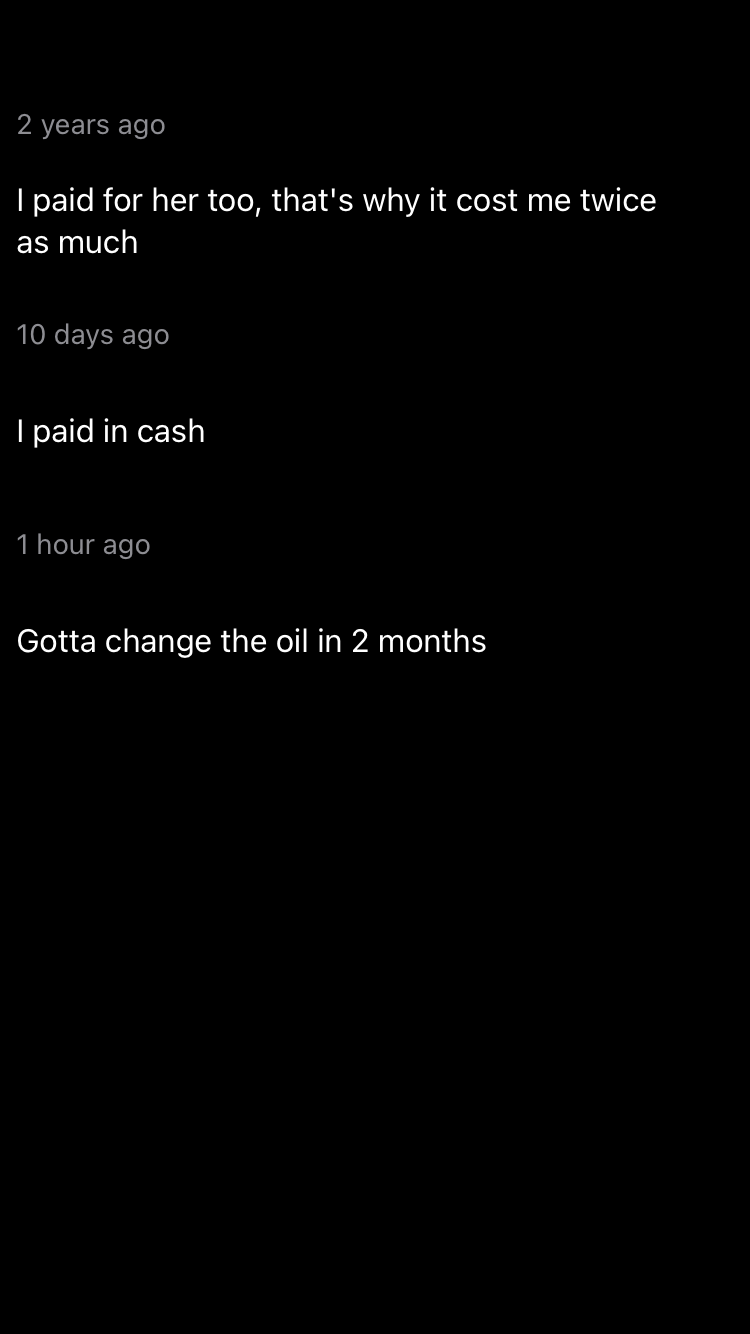 2 years ago
I paid for her too, that's why it cost me twice
as much
10 days ago
I paid in cash
1 hour ago
Gotta change the oil in 2 months